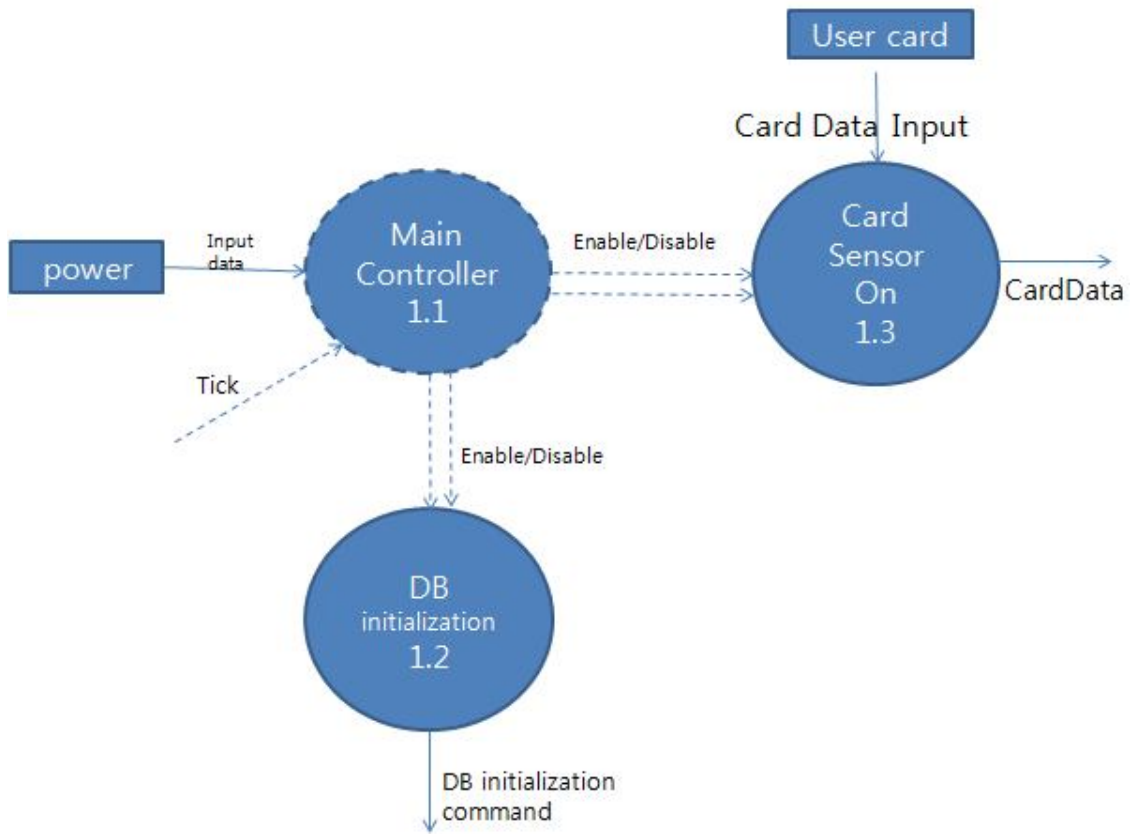 User card
Card Data Input
Main
Controller
1.1
Input
data
power
Enable/Disable
Card
Sensor
On
1.3
CardData
Tick
Enable/Disable
DB
initialization
1.2
DB initialization
command